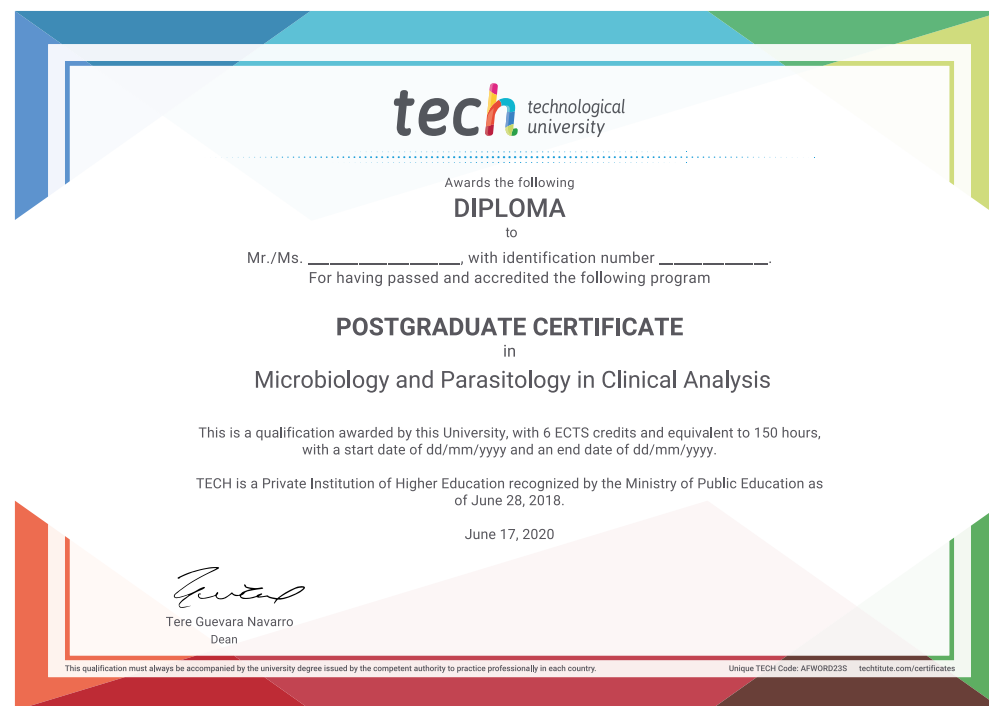 tech technological
university
Awards the following
DIPLOMA
to
Mr./Ms. ____________________, with identification number ______________.
For having passed and accredited the following program
POSTGRADUATE CERTIFICATE
in
Microbiology and Parasitology in Clinical Analysis
This is a qualification awarded by this University, with 6 ECTS credits and equivalent to 150 hours,
with a start date of dd/mm/yyyy and an end date of dd/mm/yyyy.
TECH is a Private Institution of Higher Education recognized by the Ministry of Public Education as
of June 28, 2018.
June 17, 2020
Tere Guevara Navarro
Dean
This qualification must always be accompanied by the university degree issued by the competent authority to practice professionally in each country.
Unique TECH Code: AFWORD23S techtitute.com/certificates